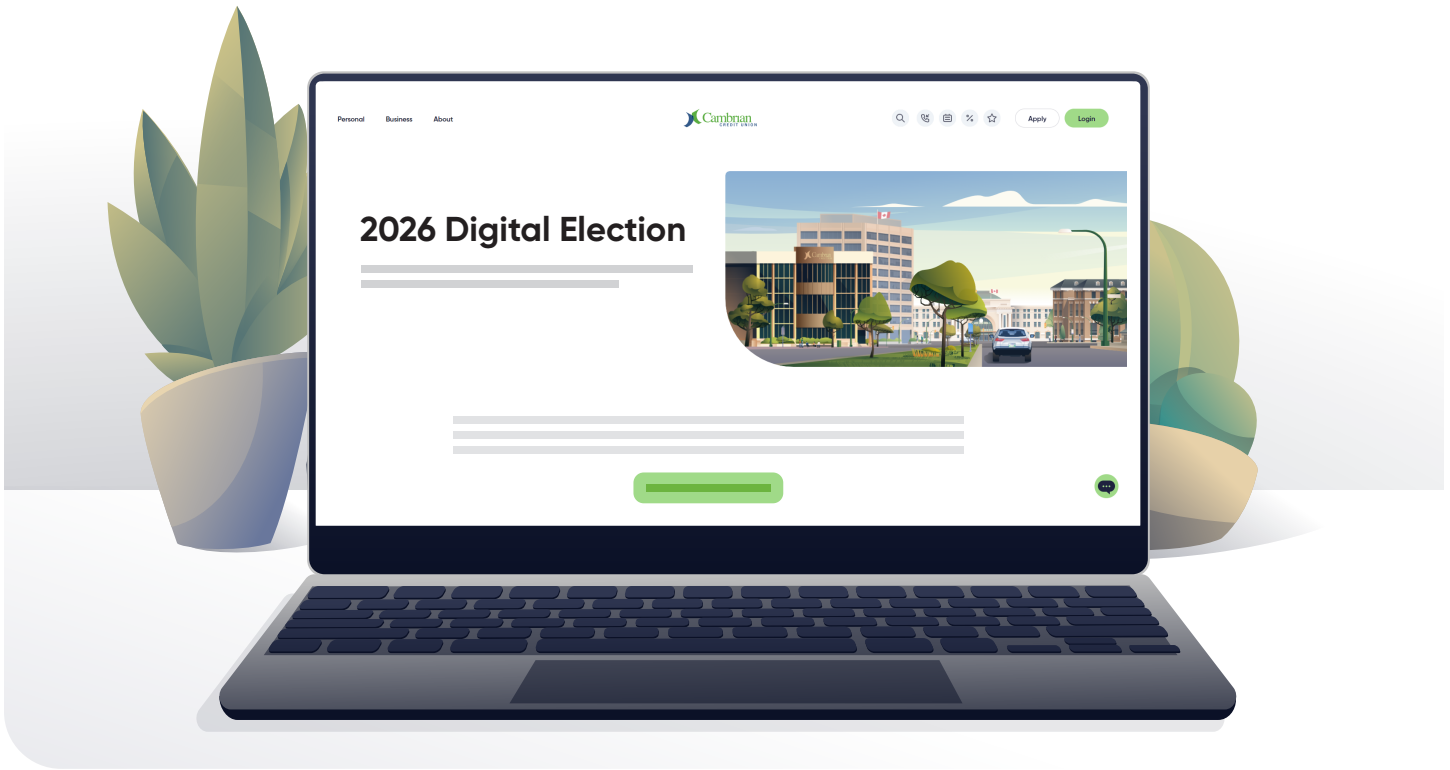 Personal
Business
About
Cambrian
CREDIT UNION
Apply
Login
2026 Digital Election